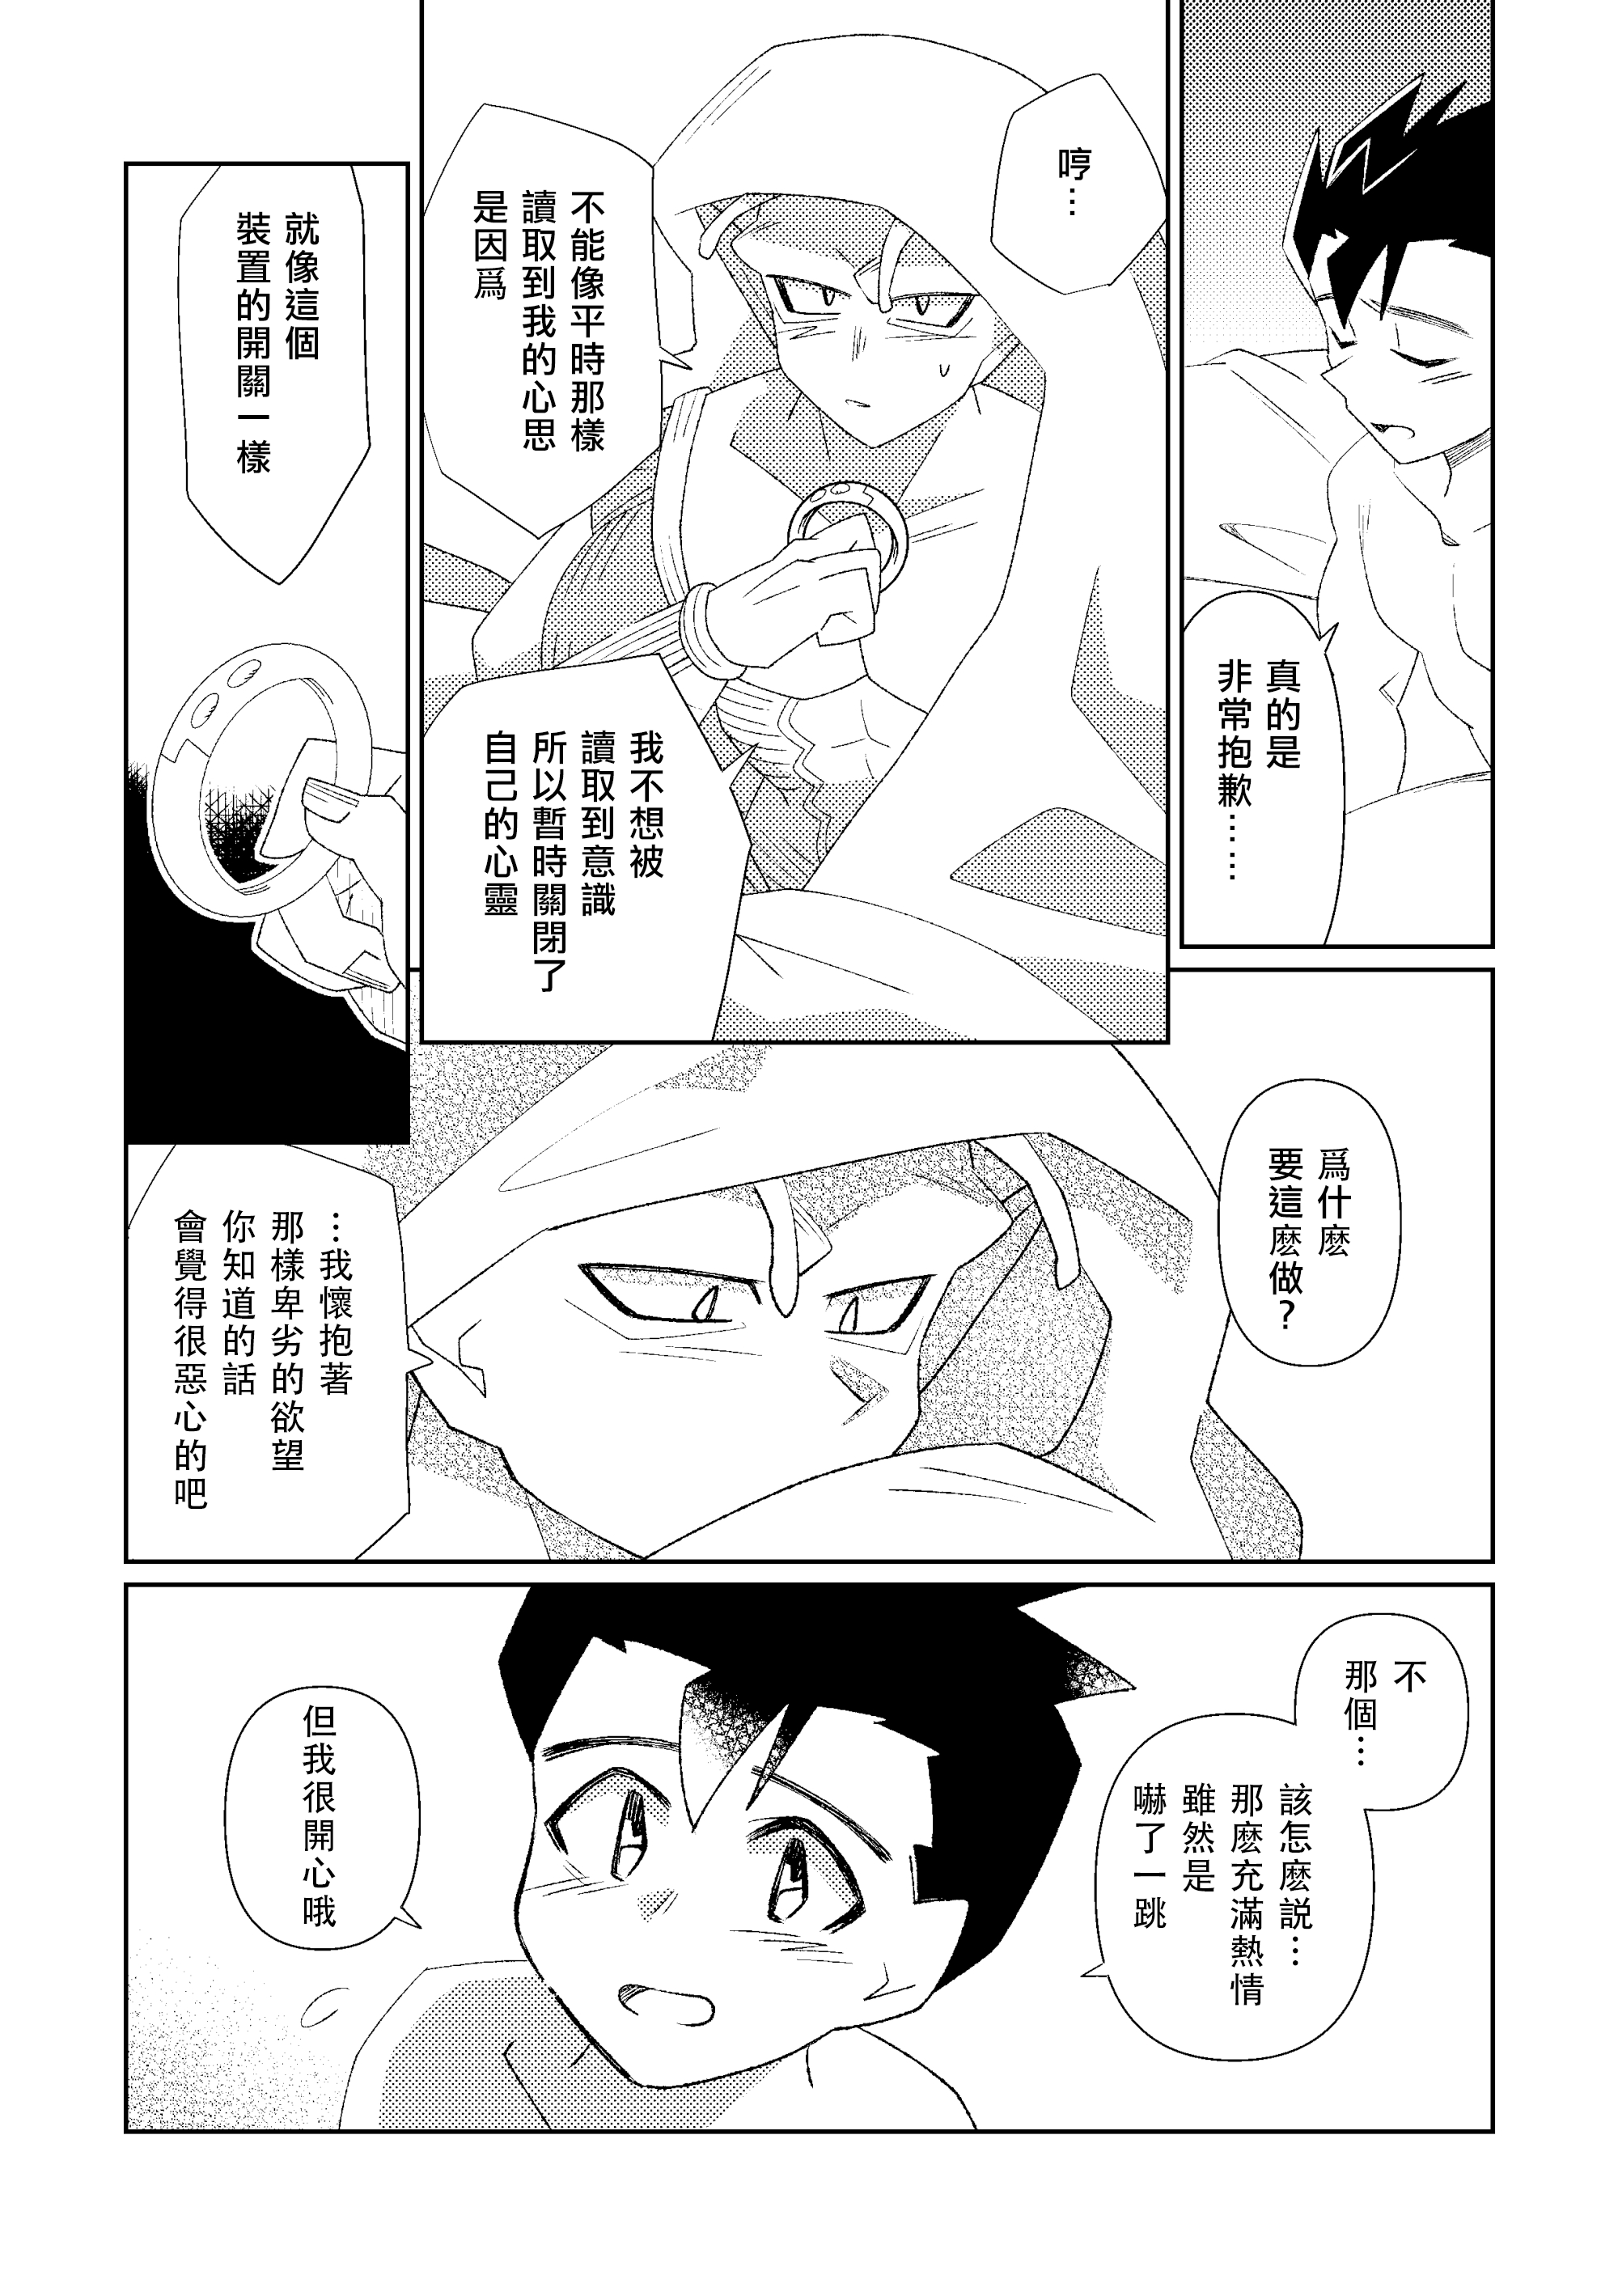 真的是
非常抱歉……
哼…
不能像平時那樣
讀取到我的心思
是因爲
我不想被
讀取到意識
所以暫時關閉了
自己的心靈
就像這個
裝置的開關一樣
爲什麽
要這麽做？
…我懷抱著
那樣卑劣的欲望
你知道的話
會覺得很惡心的吧
不
那個…
該怎麽説…
那麽充滿熱情
雖然是
嚇了一跳
但我很開心哦